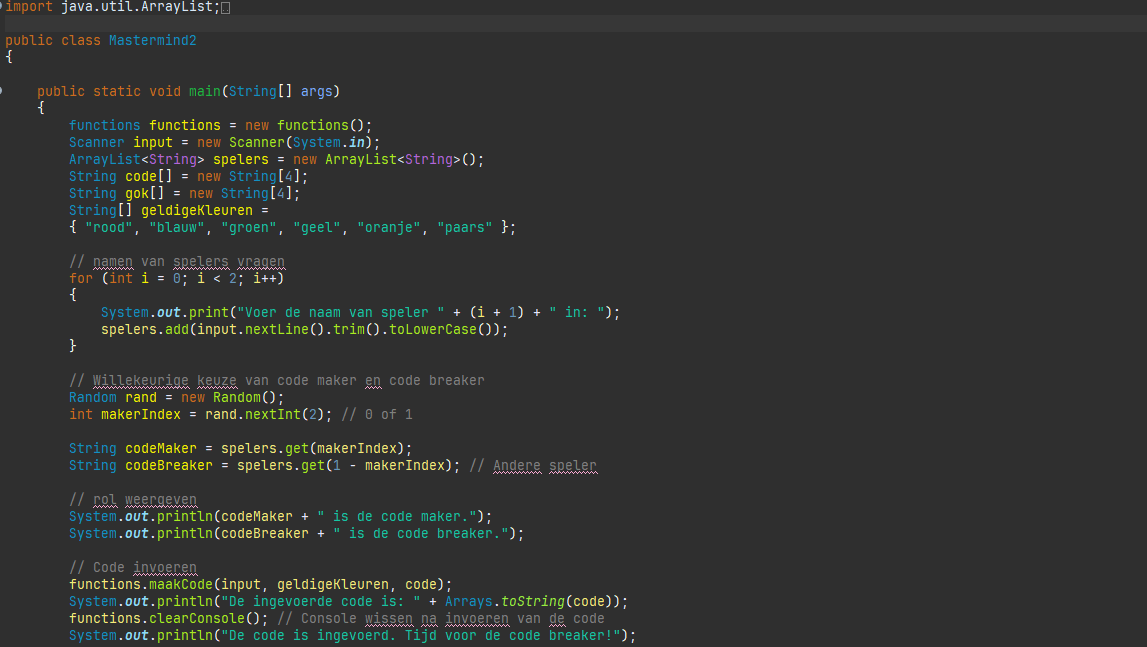 import java.util.ArrayList;
public class Mastermind2
{
public static void main(String[] args)
{
functions functions = new functions();
Scanner input = new Scanner(System.in);
ArrayList<String> spelers = new ArrayList<String>();
String code[] = new String[4];
String gok[] = new String[4];
String[] geldigeKleuren =
{ "rood", "blauw", "groen", "geel", "oranje", "paars" };
// namen van spelers vragen
for (int i = 0; i < 2; i++)
{
System.out.print("Voer de naam van speler " + (i + 1) + " in: ");
spelers.add(input.nextLine().trim().toLowerCase());
}
// Willekeurige keuze van code maker en code breaker
Random rand = new Random();
int makerIndex = rand.nextInt(2); // 0 of 1
String codeMaker = spelers.get(makerIndex);
String codeBreaker = spelers.get(1 - makerIndex); // Andere speler
// rol weergeven
System.out.println(codeMaker + " is de code maker.");
System.out.println(codeBreaker + " is de code breaker.");
// Code invoeren
functions.maakCode(input, geldigeKleuren, code);
System.out.println("De ingevoerde code is: " + Arrays.toString(code));
functions.clearConsole(); // Console wissen na invoeren van de code
System.out.println("De code is ingevoerd. Tijd voor de code breaker!");